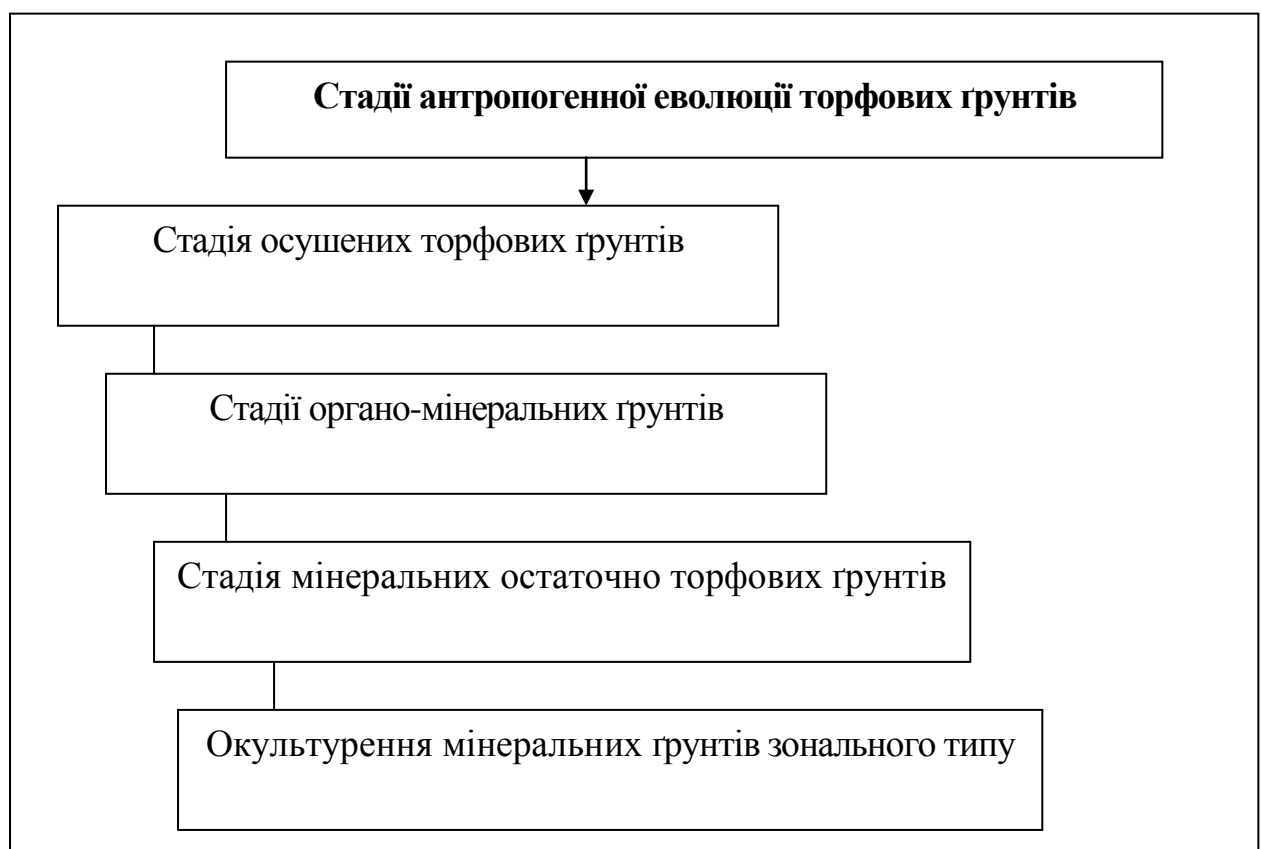 Стадії антропогенної еволюції торфових ґрунтів
Стадія осушених торфових ґрунтів
Стадії органо-мінеральних ґрунтів
Стадія мінеральних остаточно торфових ґрунтів
Окультурення мінеральних ґрунтів зонального типу